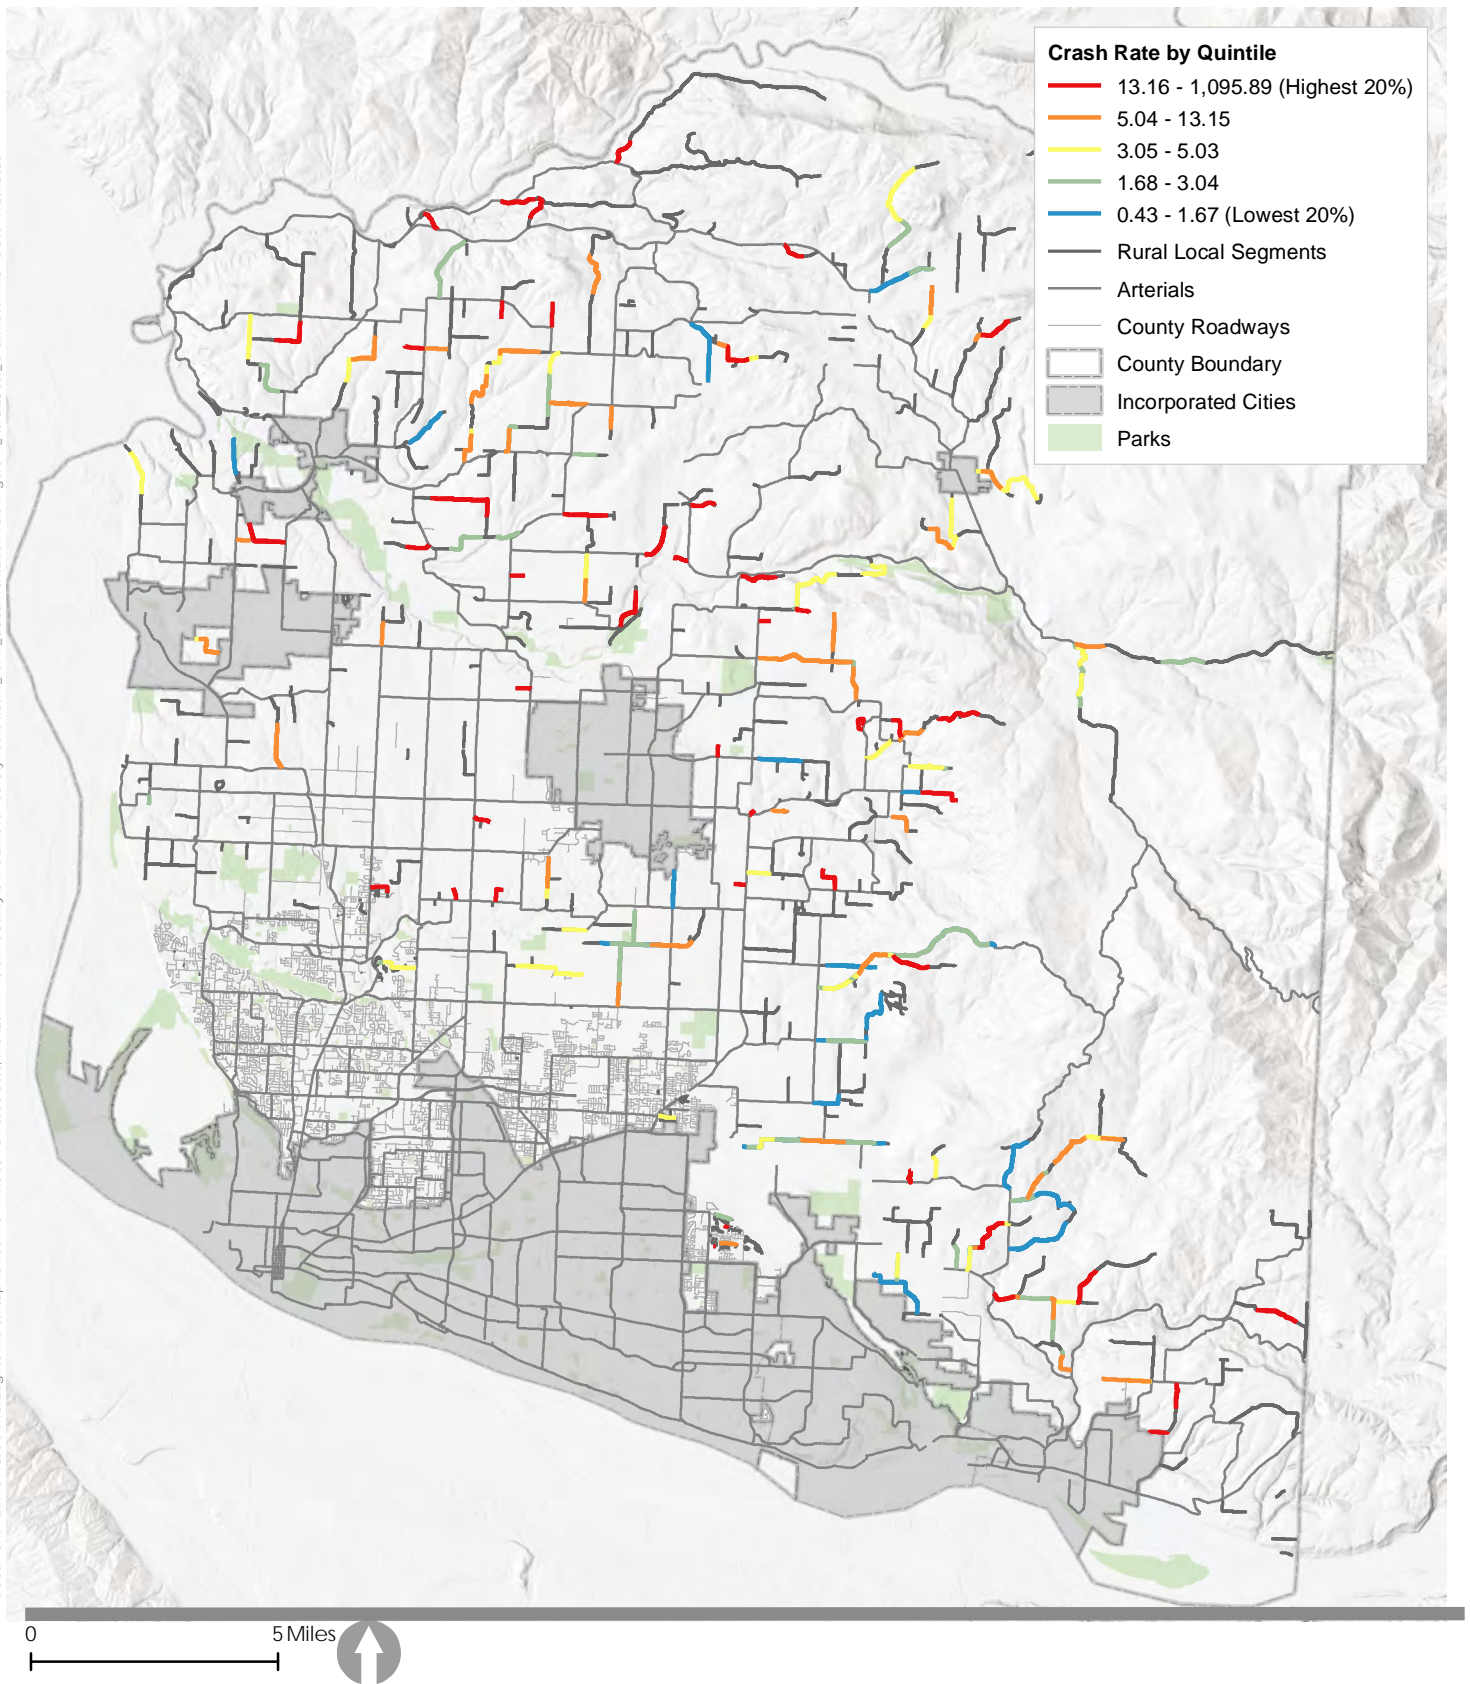 Crash Rate by Quintile
13.16 - 1,095.89 (Highest 20%)
5.04 - 13.15
3.05 - 5.03
1.68 - 3.04
0.43 - 1.67 (Lowest 20%)
Rural Local Segments
Arterials
County Roadways
County Boundary
Incorporated Cities
Parks
0 5 Miles